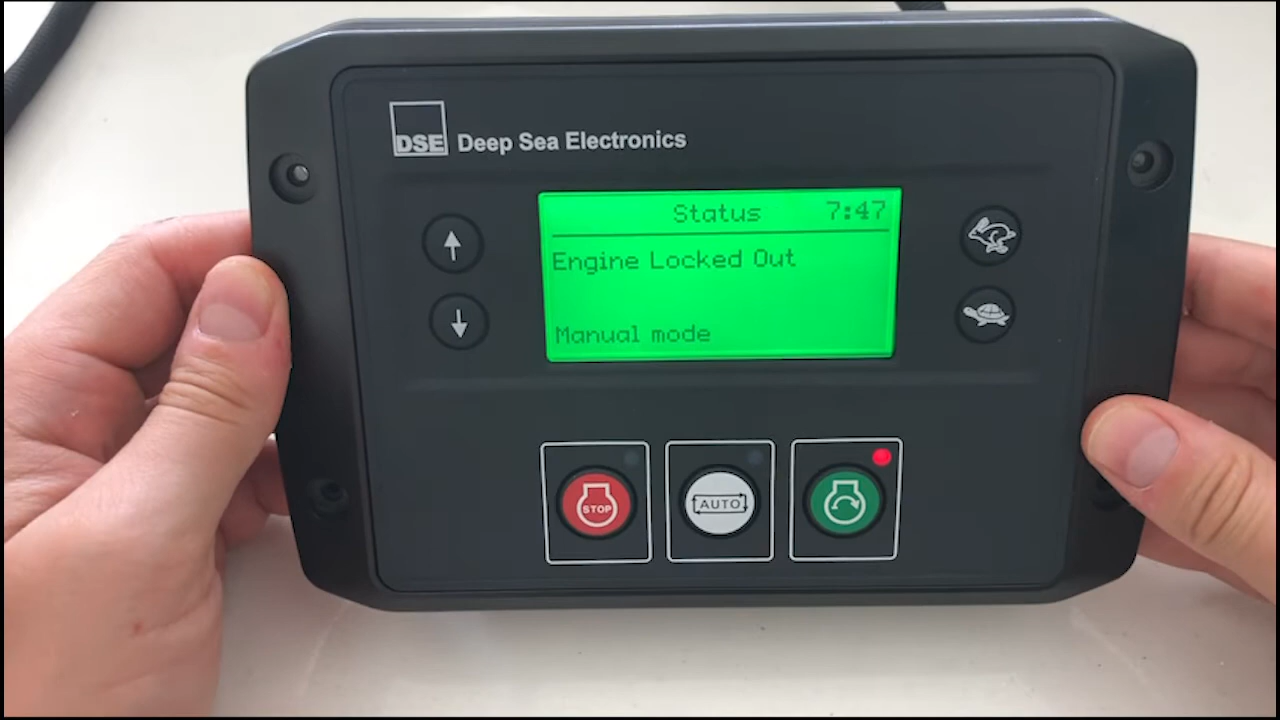 DSE Deep Sea Electronics
Status 7:47
Engine Locked Out
Manual mode
STOP
AUTO